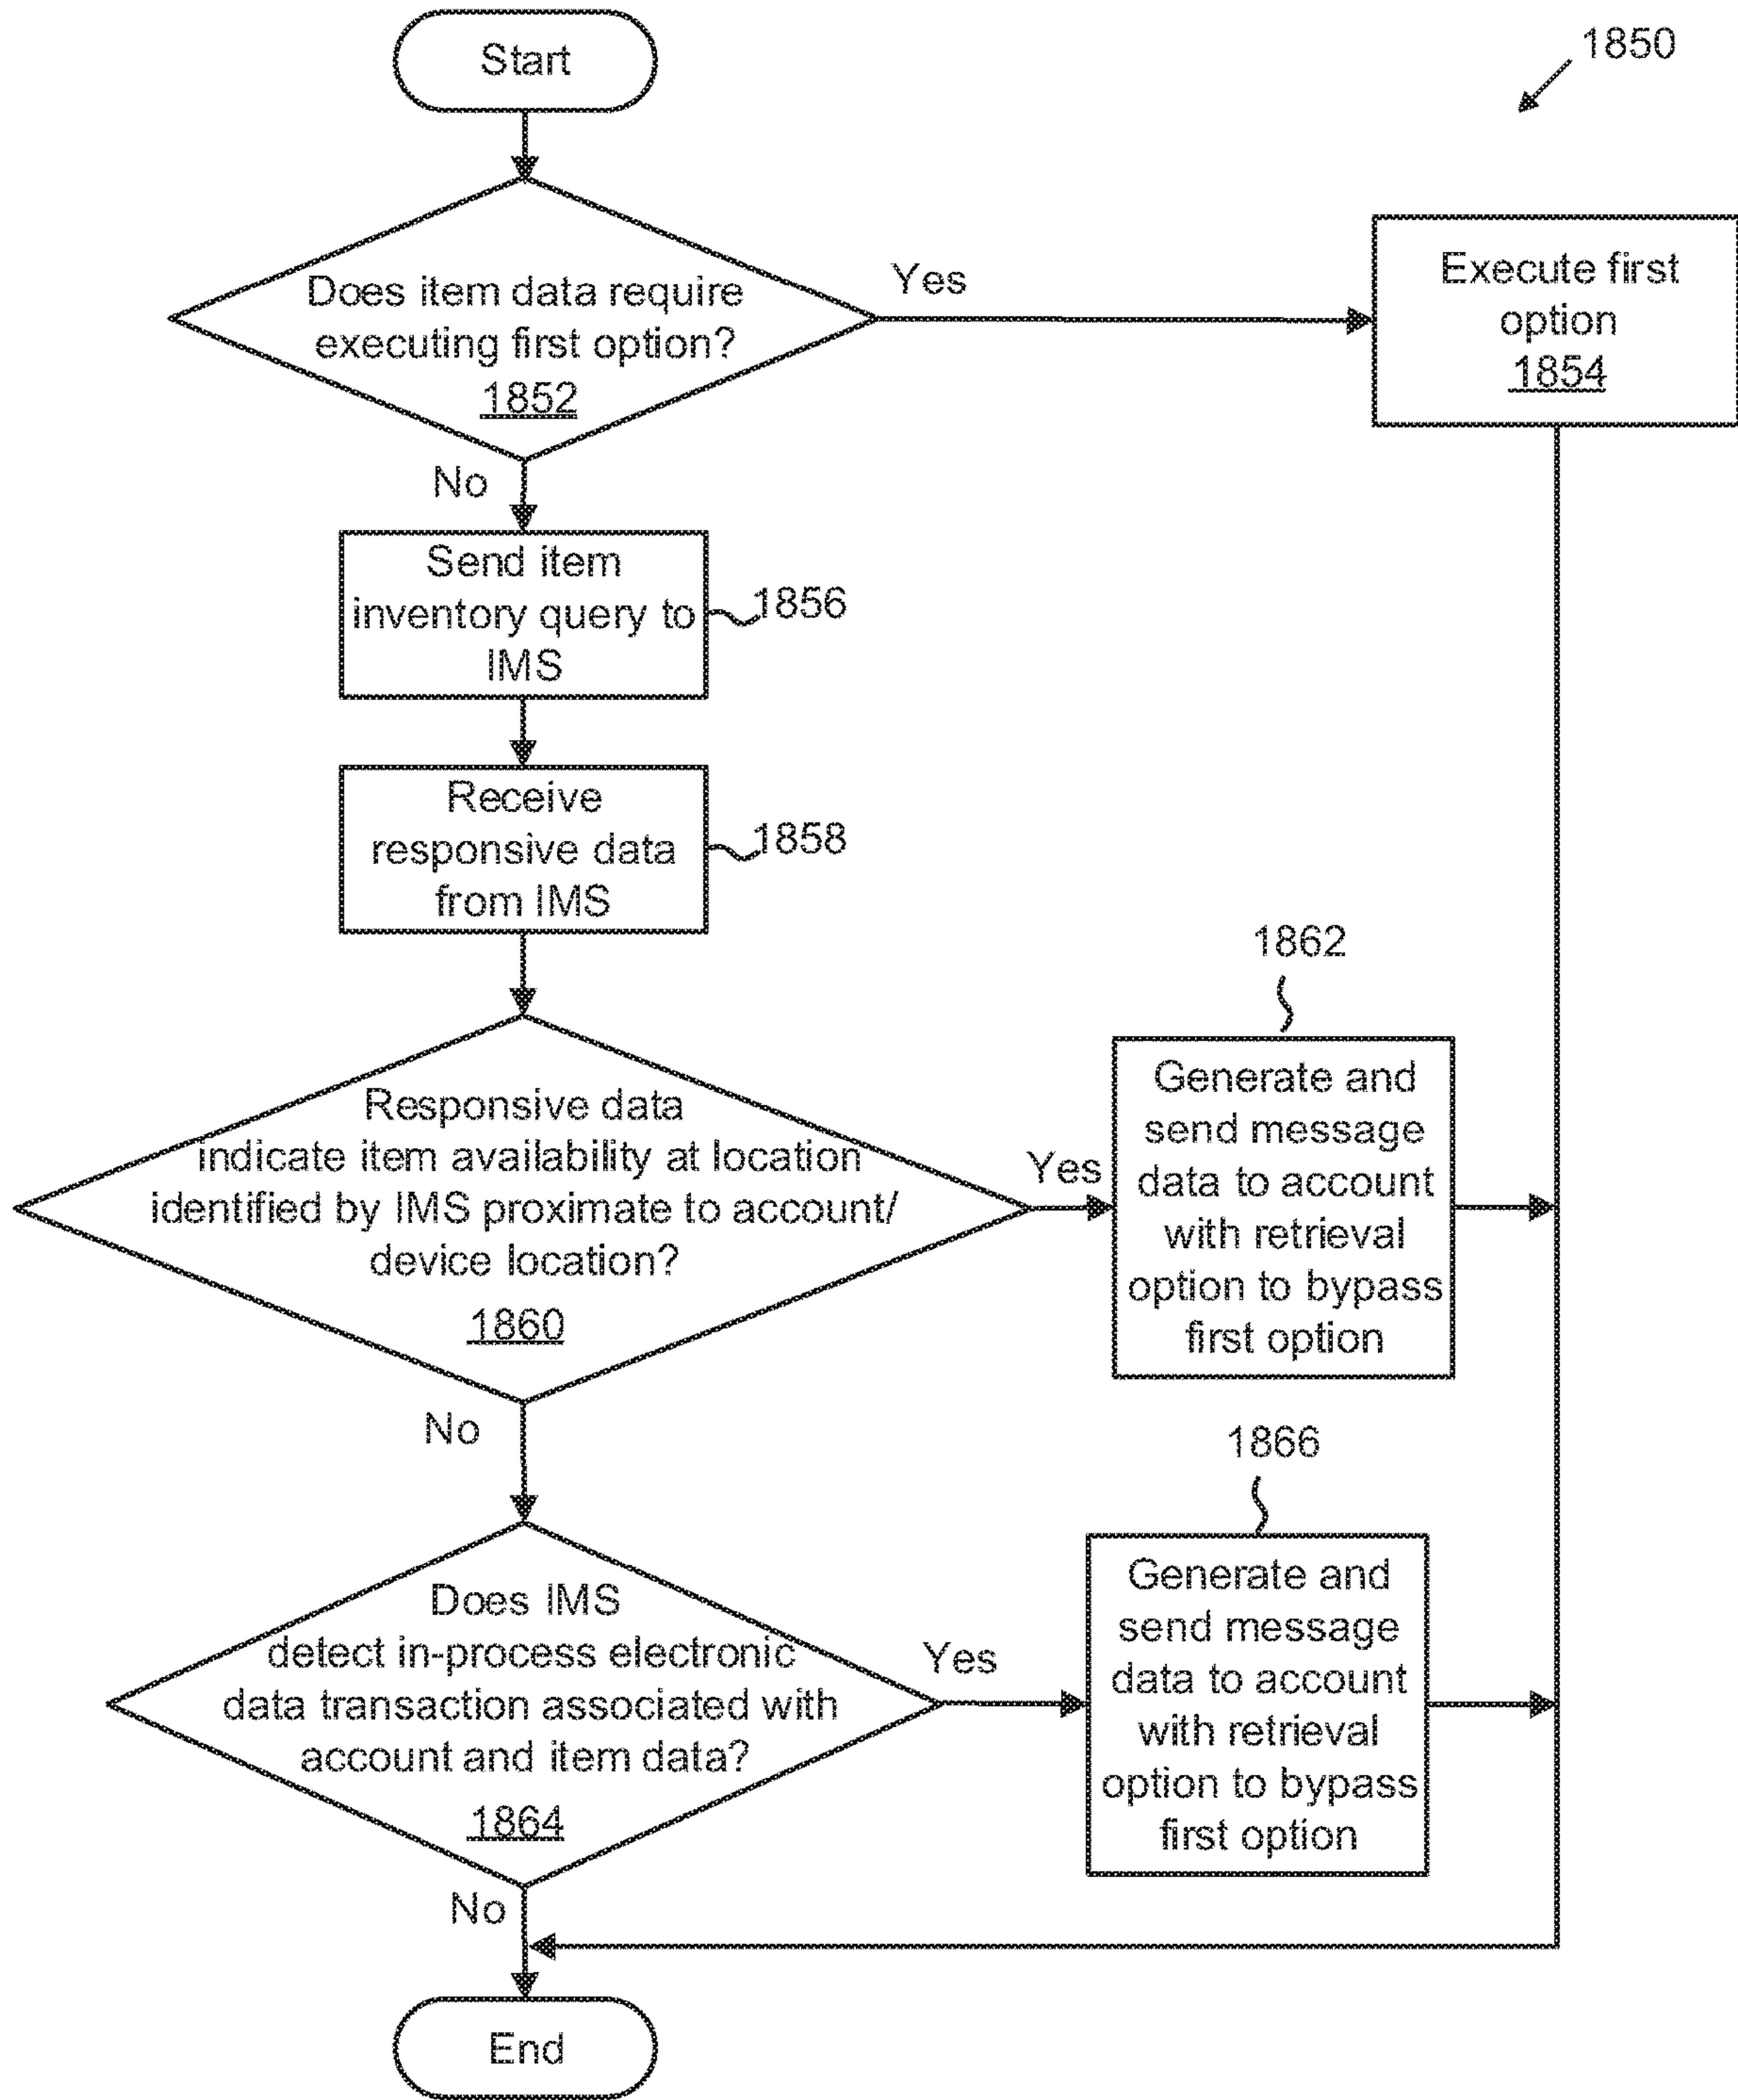 Start
1850
Does item data require
executing first option?
1852
Yes
Execute first
option
1854
No
Send item
inventory query to
IMS
1856
Receive
responsive data
from IMS
1858
Responsive data
indicate item availability at location
identified by IMS proximate to account/
device location?
1860
Yes
1862
Generate and
send message
data to account
with retrieval
option to bypass
first option
No
Does IMS
detect in-process electronic
data transaction associated with
account and item data?
1864
Yes
1866
Generate and
send message
data to account
with retrieval
option to bypass
first option
No
End